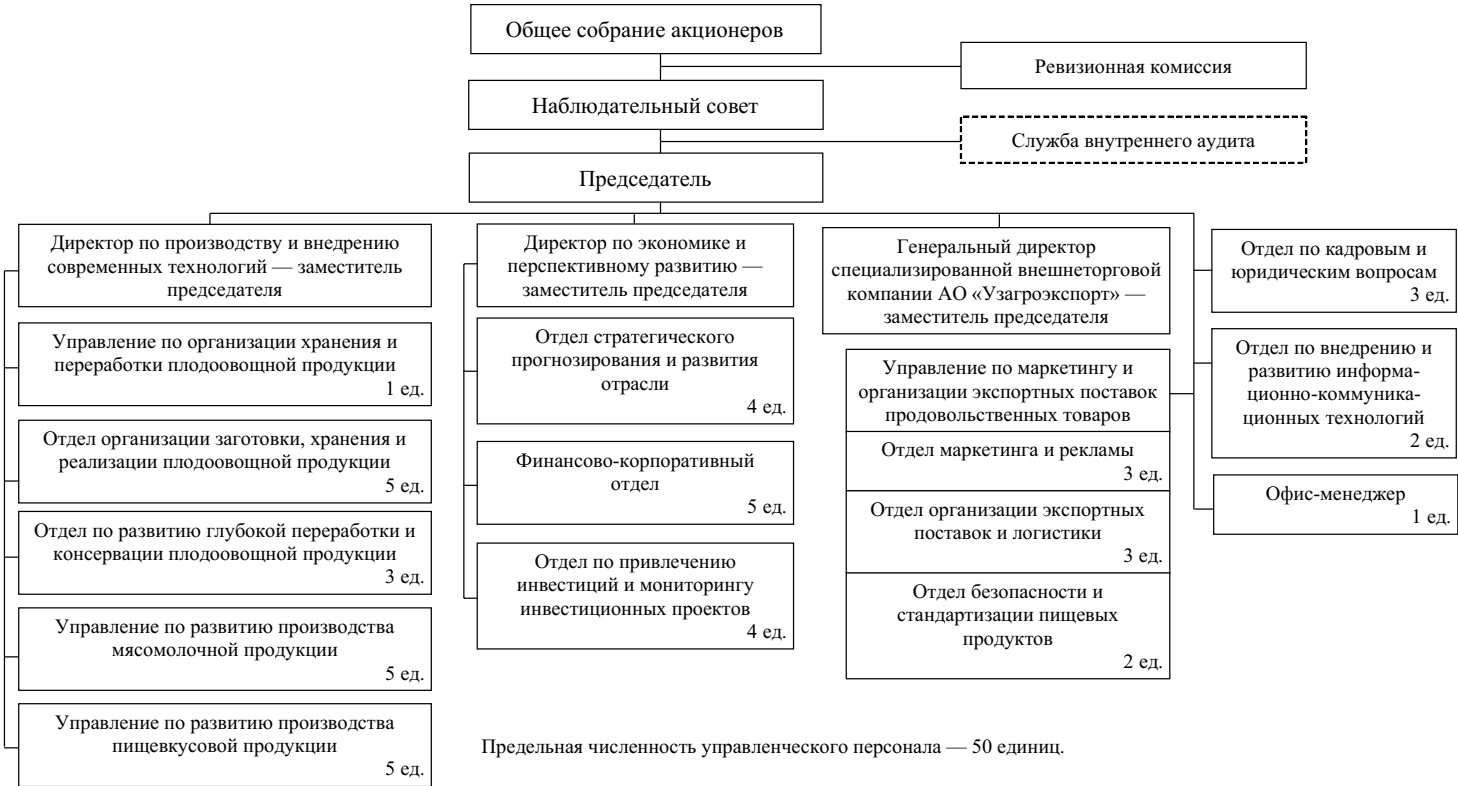 Общее собрание акционеров
Ревизионная комиссия
Наблюдательный совет
Служба внутреннего аудита
Председатель
Директор по производству и внедрению
современных технологий — заместитель
председателя
Управление по организации хранения и
переработки плодоовощной продукции
1 ед.
Отдел организации заготовки, хранения и
реализации плодоовощной продукции
5 ед.
Отдел по развитию глубокой переработки и
консервации плодоовощной продукции
3 ед.
Управление по развитию производства
мясомолочной продукции
5 ед.
Управление по развитию производства
пищевкусовой продукции
5 ед.
Директор по экономике и
перспективному развитию —
заместитель председателя
Отдел стратегического
прогнозирования и развития
отрасли
4 ед.
Финансово-корпоративный
отдел
5 ед.
Отдел по привлечению
инвестиций и мониторингу
инвестиционных проектов
4 ед.
Генеральный директор
специализированной внешнеторговой
компании АО «Узагроэкспорт» —
заместитель председателя
Управление по маркетингу и
организации экспортных поставок
продовольственных товаров
Отдел маркетинга и рекламы
3 ед.
Отдел организации экспортных
поставок и логистики
3 ед.
Отдел безопасности и
стандартизации пищевых
продуктов
2 ед.
Отдел по кадровым и
юридическим вопросам
3 ед.
Отдел по внедрению и
развитию информа-
ционно-коммуника-
ционных технологий
2 ед.
Офис-менеджер
1 ед.
Предельная численность управленческого персонала — 50 единиц.